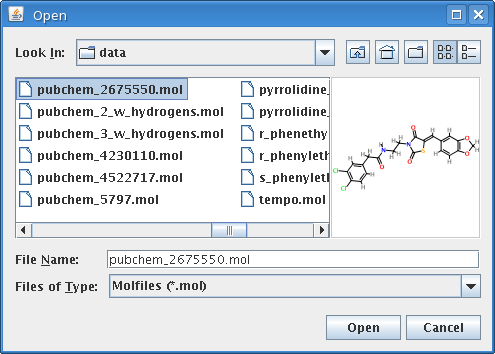 Open
Look In: data
pubchem_2675550.mol
pubchem_2_w_hydrogens.mol
pubchem_3_w_hydrogens.mol
pubchem_4230110.mol
pubchem_4522717.mol
pubchem_5797.mol
pyrrolidine_
pyrrolidine_
r_phenethy
r_phenyleth
s_phenyleth
tempo.mol
File Name: pubchem_2675550.mol
Files of Type: Molfiles (*.mol)
Open Cancel